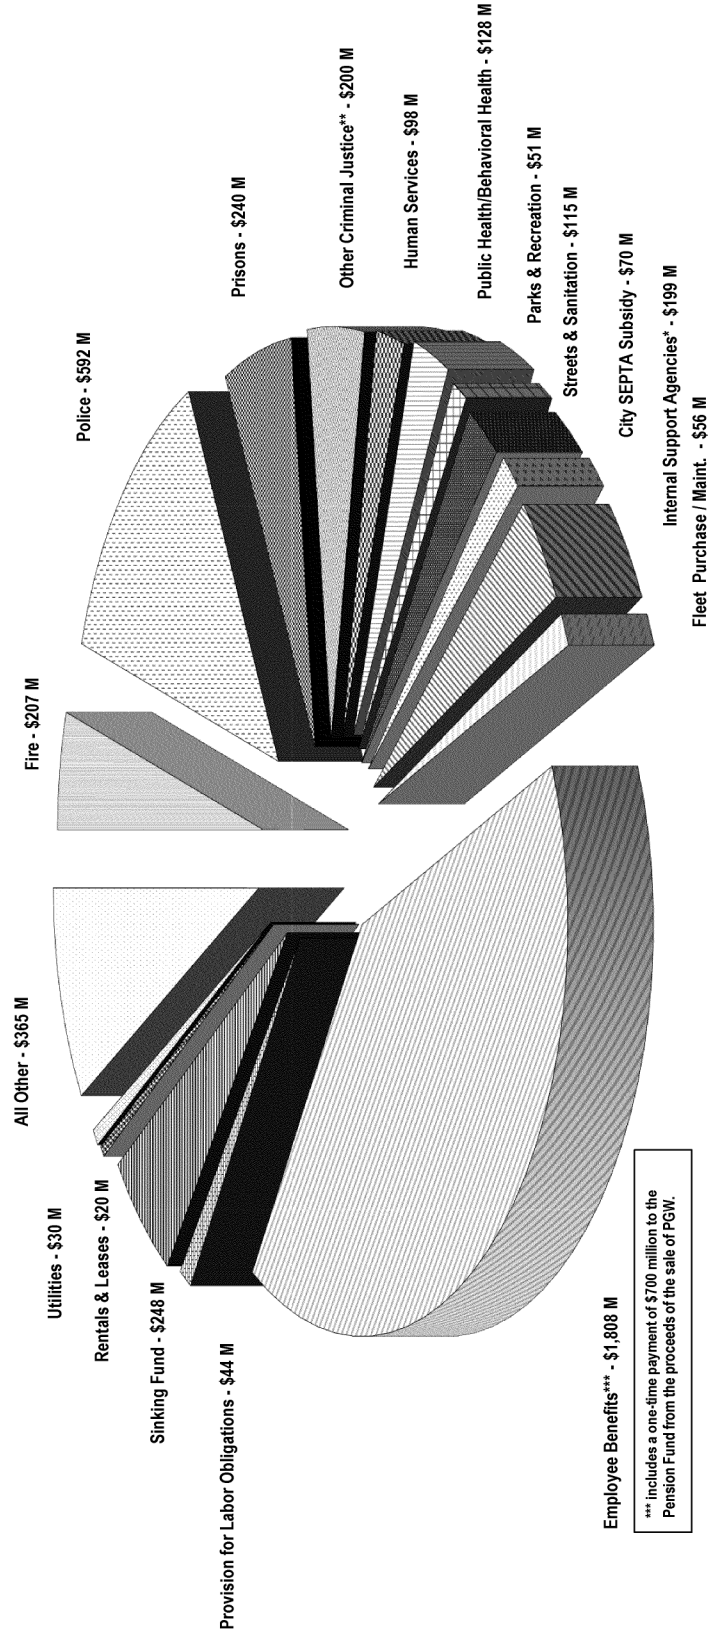 Fire - $207 M
Police - $592 M
Prisons - $240 M
Other Criminal Justice** - $200 M
Human Services - $98 M
Public Health/Behavioral Health - $128 M
Parks & Recreation - $51 M
Streets & Sanitation - $115 M
City SEPTA Subsidy - $70 M
Internal Support Agencies* - $199 M
Fleet Purchase / Maint. - $56 M
All Other - $365 M
Utilities - $30 M
Rentals & Leases - $20 M
Sinking Fund - $248 M
Provision for Labor Obligations - $44 M
Employee Benefits*** - $1,808 M
*** includes a one-time payment of $700 million to the
Pension Fund from the proceeds of the sale of PGW.